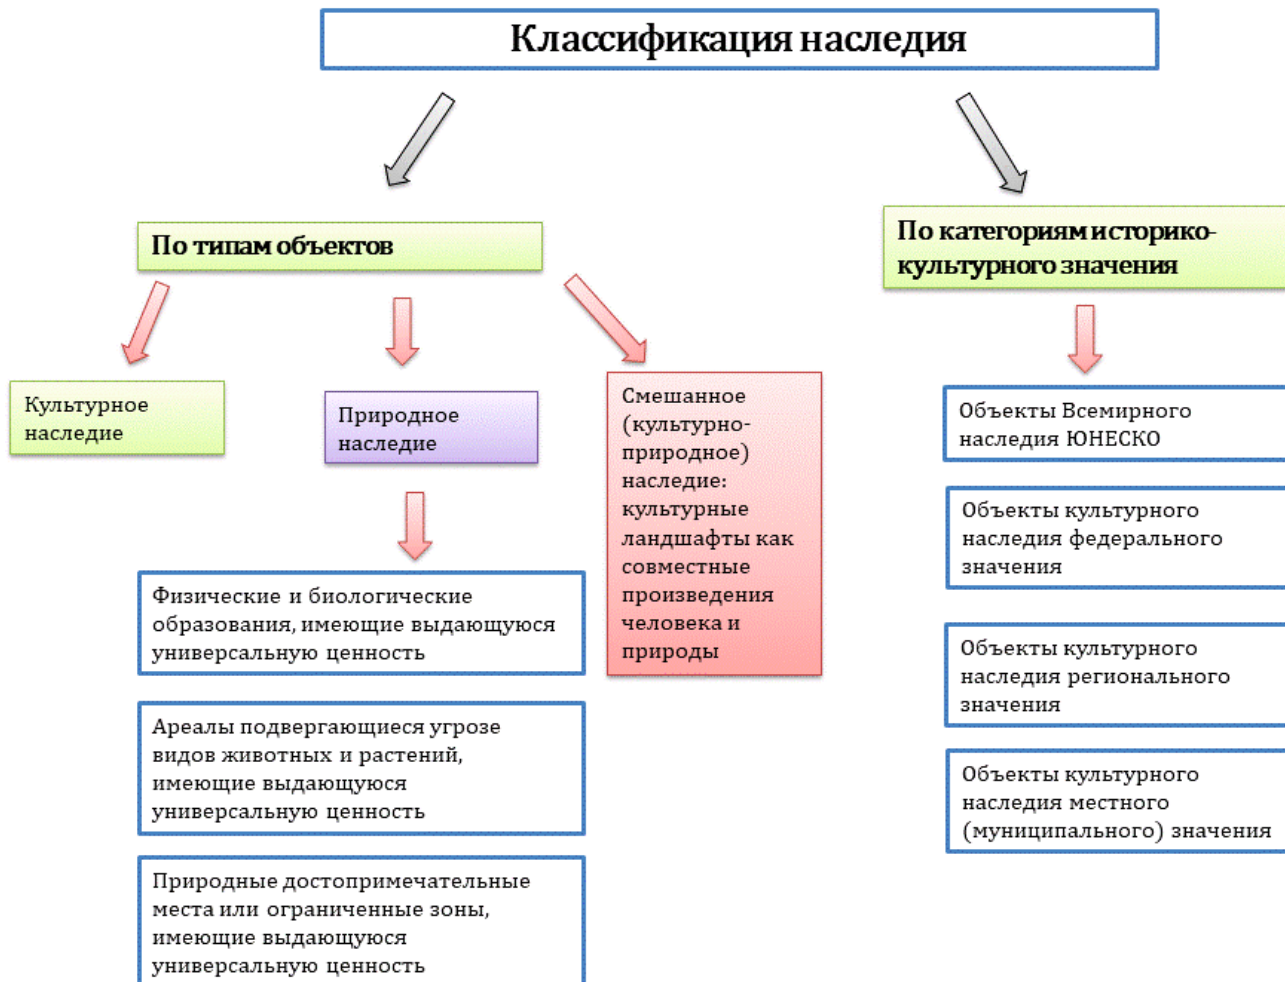 Классификация наследия
По типам объектов
По категориям историко-
культурного значения
Культурное
наследие
Природное
наследие
Смешанное
(культурно-
природное)
наследие:
культурные
ландшафты как
совместные
произведения
человека и
природы
Физические и биологические
образования, имеющие выдающуюся
универсальную ценность
Ареалы подвергающиеся угрозе
видов животных и растений,
имеющие выдающуюся
универсальную ценность
Природные достопримечательные
места или ограниченные зоны,
имеющие выдающуюся
универсальную ценность
Объекты Всемирного
наследия ЮНЕСКО
Объекты культурного
наследия федерального
значения
Объекты культурного
наследия регионального
значения
Объекты культурного
наследия местного
(муниципального) значения